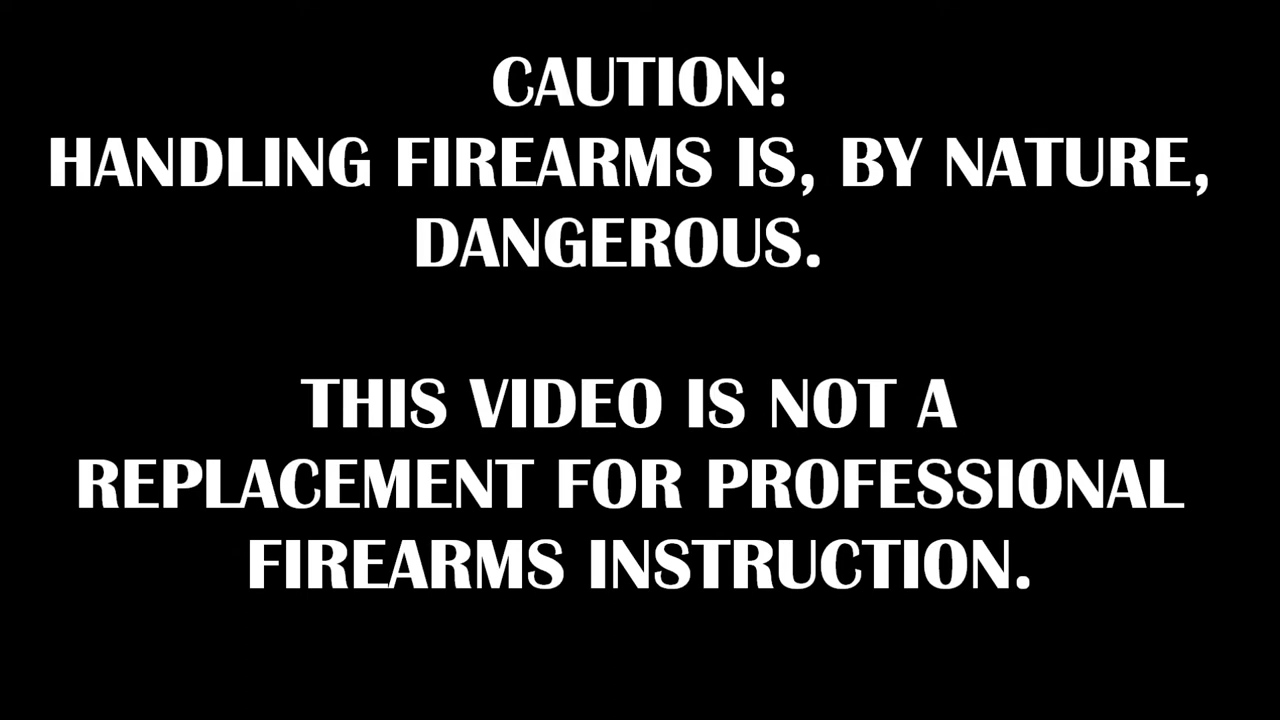 CAUTION:
HANDLING FIREARMS IS, BY NATURE,
DANGEROUS.
THIS VIDEO IS NOT A
REPLACEMENT FOR PROFESSIONAL
FIREARMS INSTRUCTION.